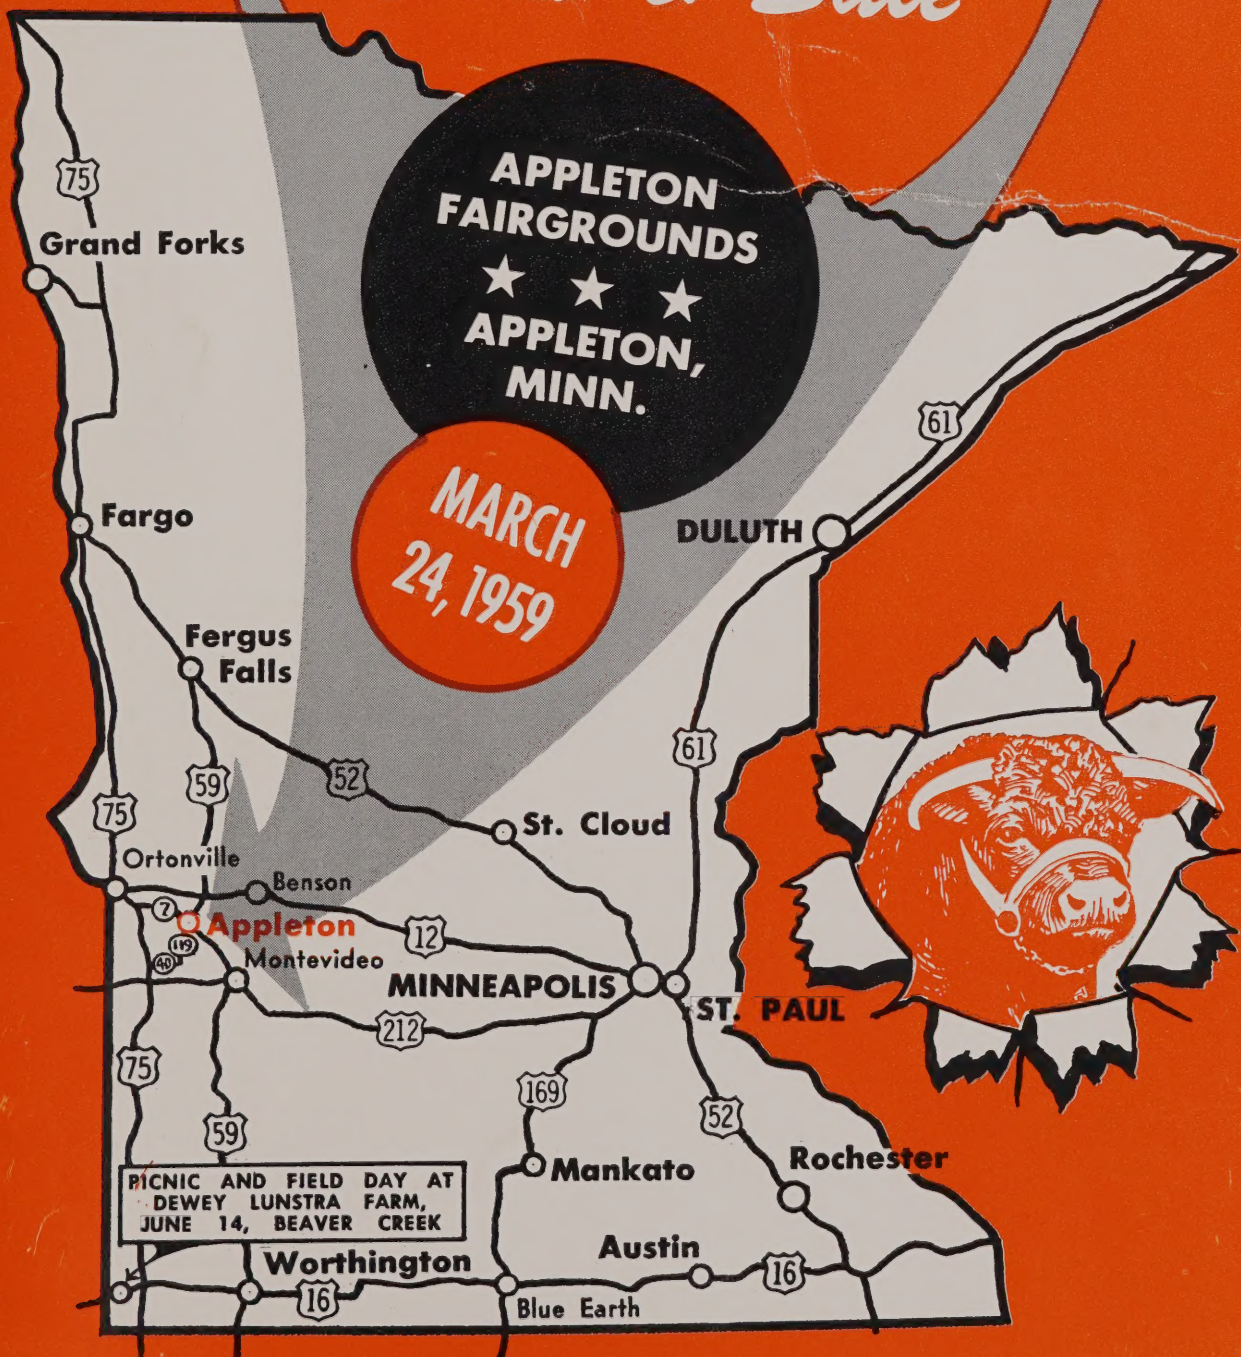 APPLETON
FAIRGROUNDS
APPLETON,
MINN.
MARCH
24, 1959
75
Grand Forks
61
Fargo
DULUTH
Fergus
Falls
61
59
52
75
St. Cloud
Ortonville
Benson
7
Appleton
12
119
40
Montevideo
MINNEAPOLIS
ST. PAUL
212
75
169
52
59
Mankato
Rochester
PICNIC AND FIELD DAY AT
DEWEY LUNSTRA FARM,
JUNE 14, BEAVER CREEK
Worthington
Austin
16
16
Blue Earth